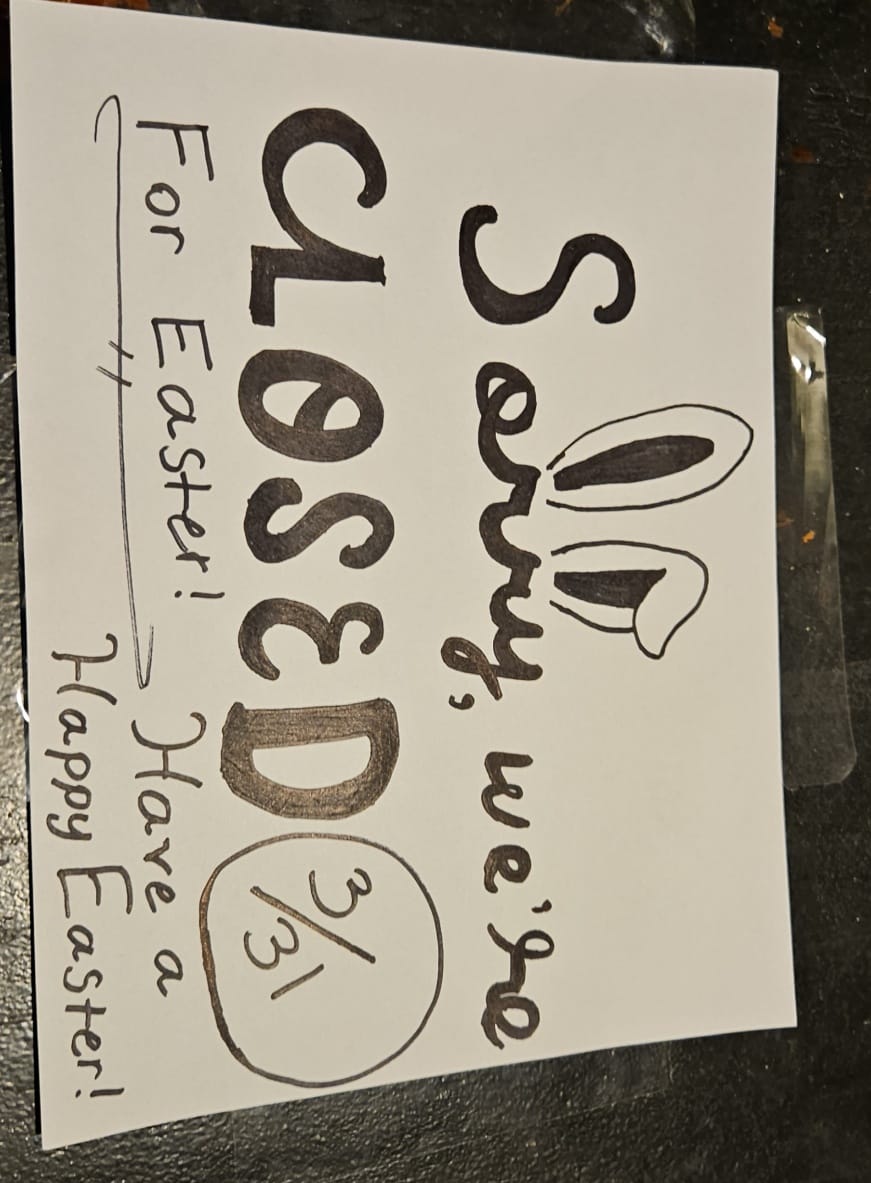 Sorry, we're
CLOSED 3/31
For Easter! Have a
Happy Easter!